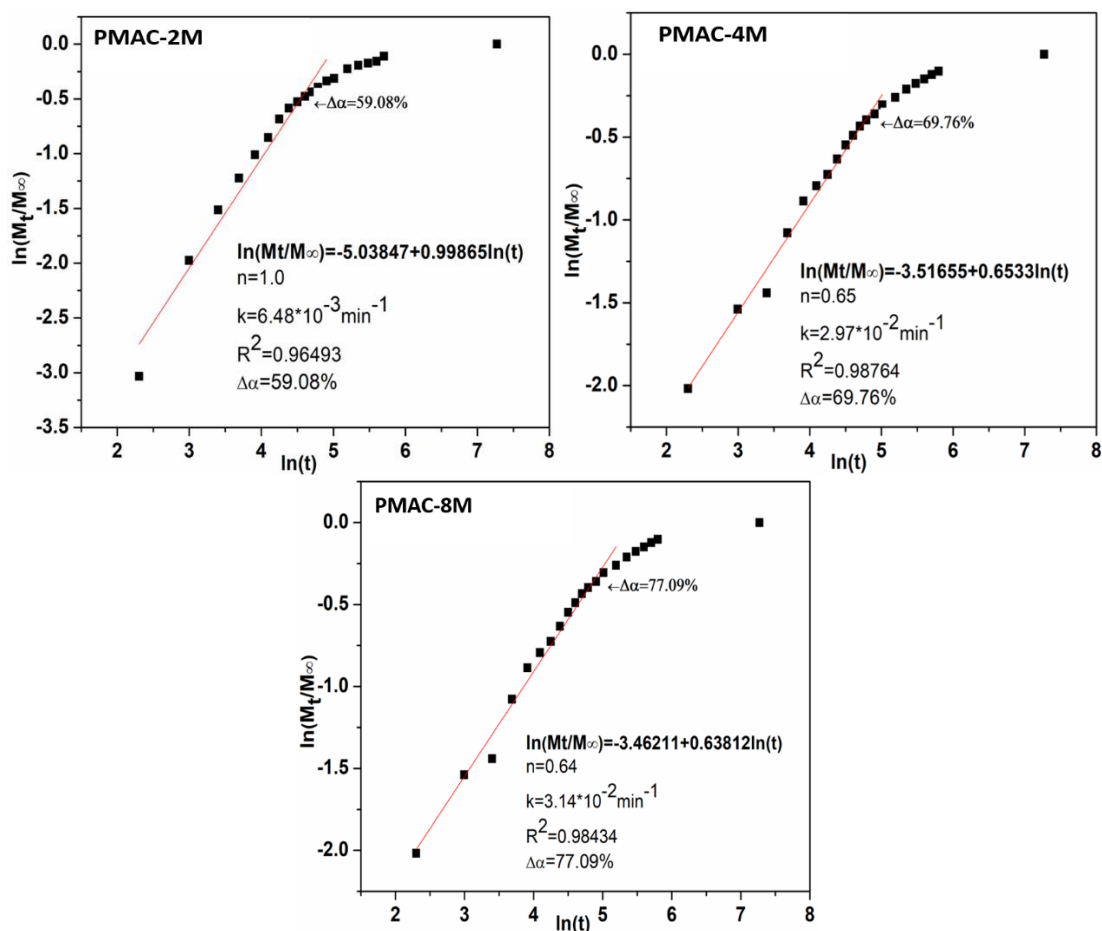 PMAC-2M
0.0
-0.5
-1.0
-1.5
-2.0
-2.5
-3.0
-3.5
ln(Mt/M∞)
←Δα=59.08%
ln(Mt/M∞)=-5.03847+0.99865ln(t)
n=1.0
k=6.48*10-3min-1
R2=0.96493
Δα=59.08%
2 3 4 5 6 7 8
ln(t)
PMAC-4M
0.0
-0.5
-1.0
-1.5
-2.0
ln(Mt/M∞)
←Δα=69.76%
ln(Mt/M∞)=-3.51655+0.6533ln(t)
n=0.65
k=2.97*10-2min-1
R2=0.98764
Δα=69.76%
2 3 4 5 6 7 8
ln(t)
PMAC-8M
0.0
-0.5
-1.0
-1.5
-2.0
ln(Mt/M∞)
←Δα=77.09%
ln(Mt/M∞)=-3.46211+0.63812ln(t)
n=0.64
k=3.14*10-2min-1
R2=0.98434
Δα=77.09%
2 3 4 5 6 7 8
ln(t)